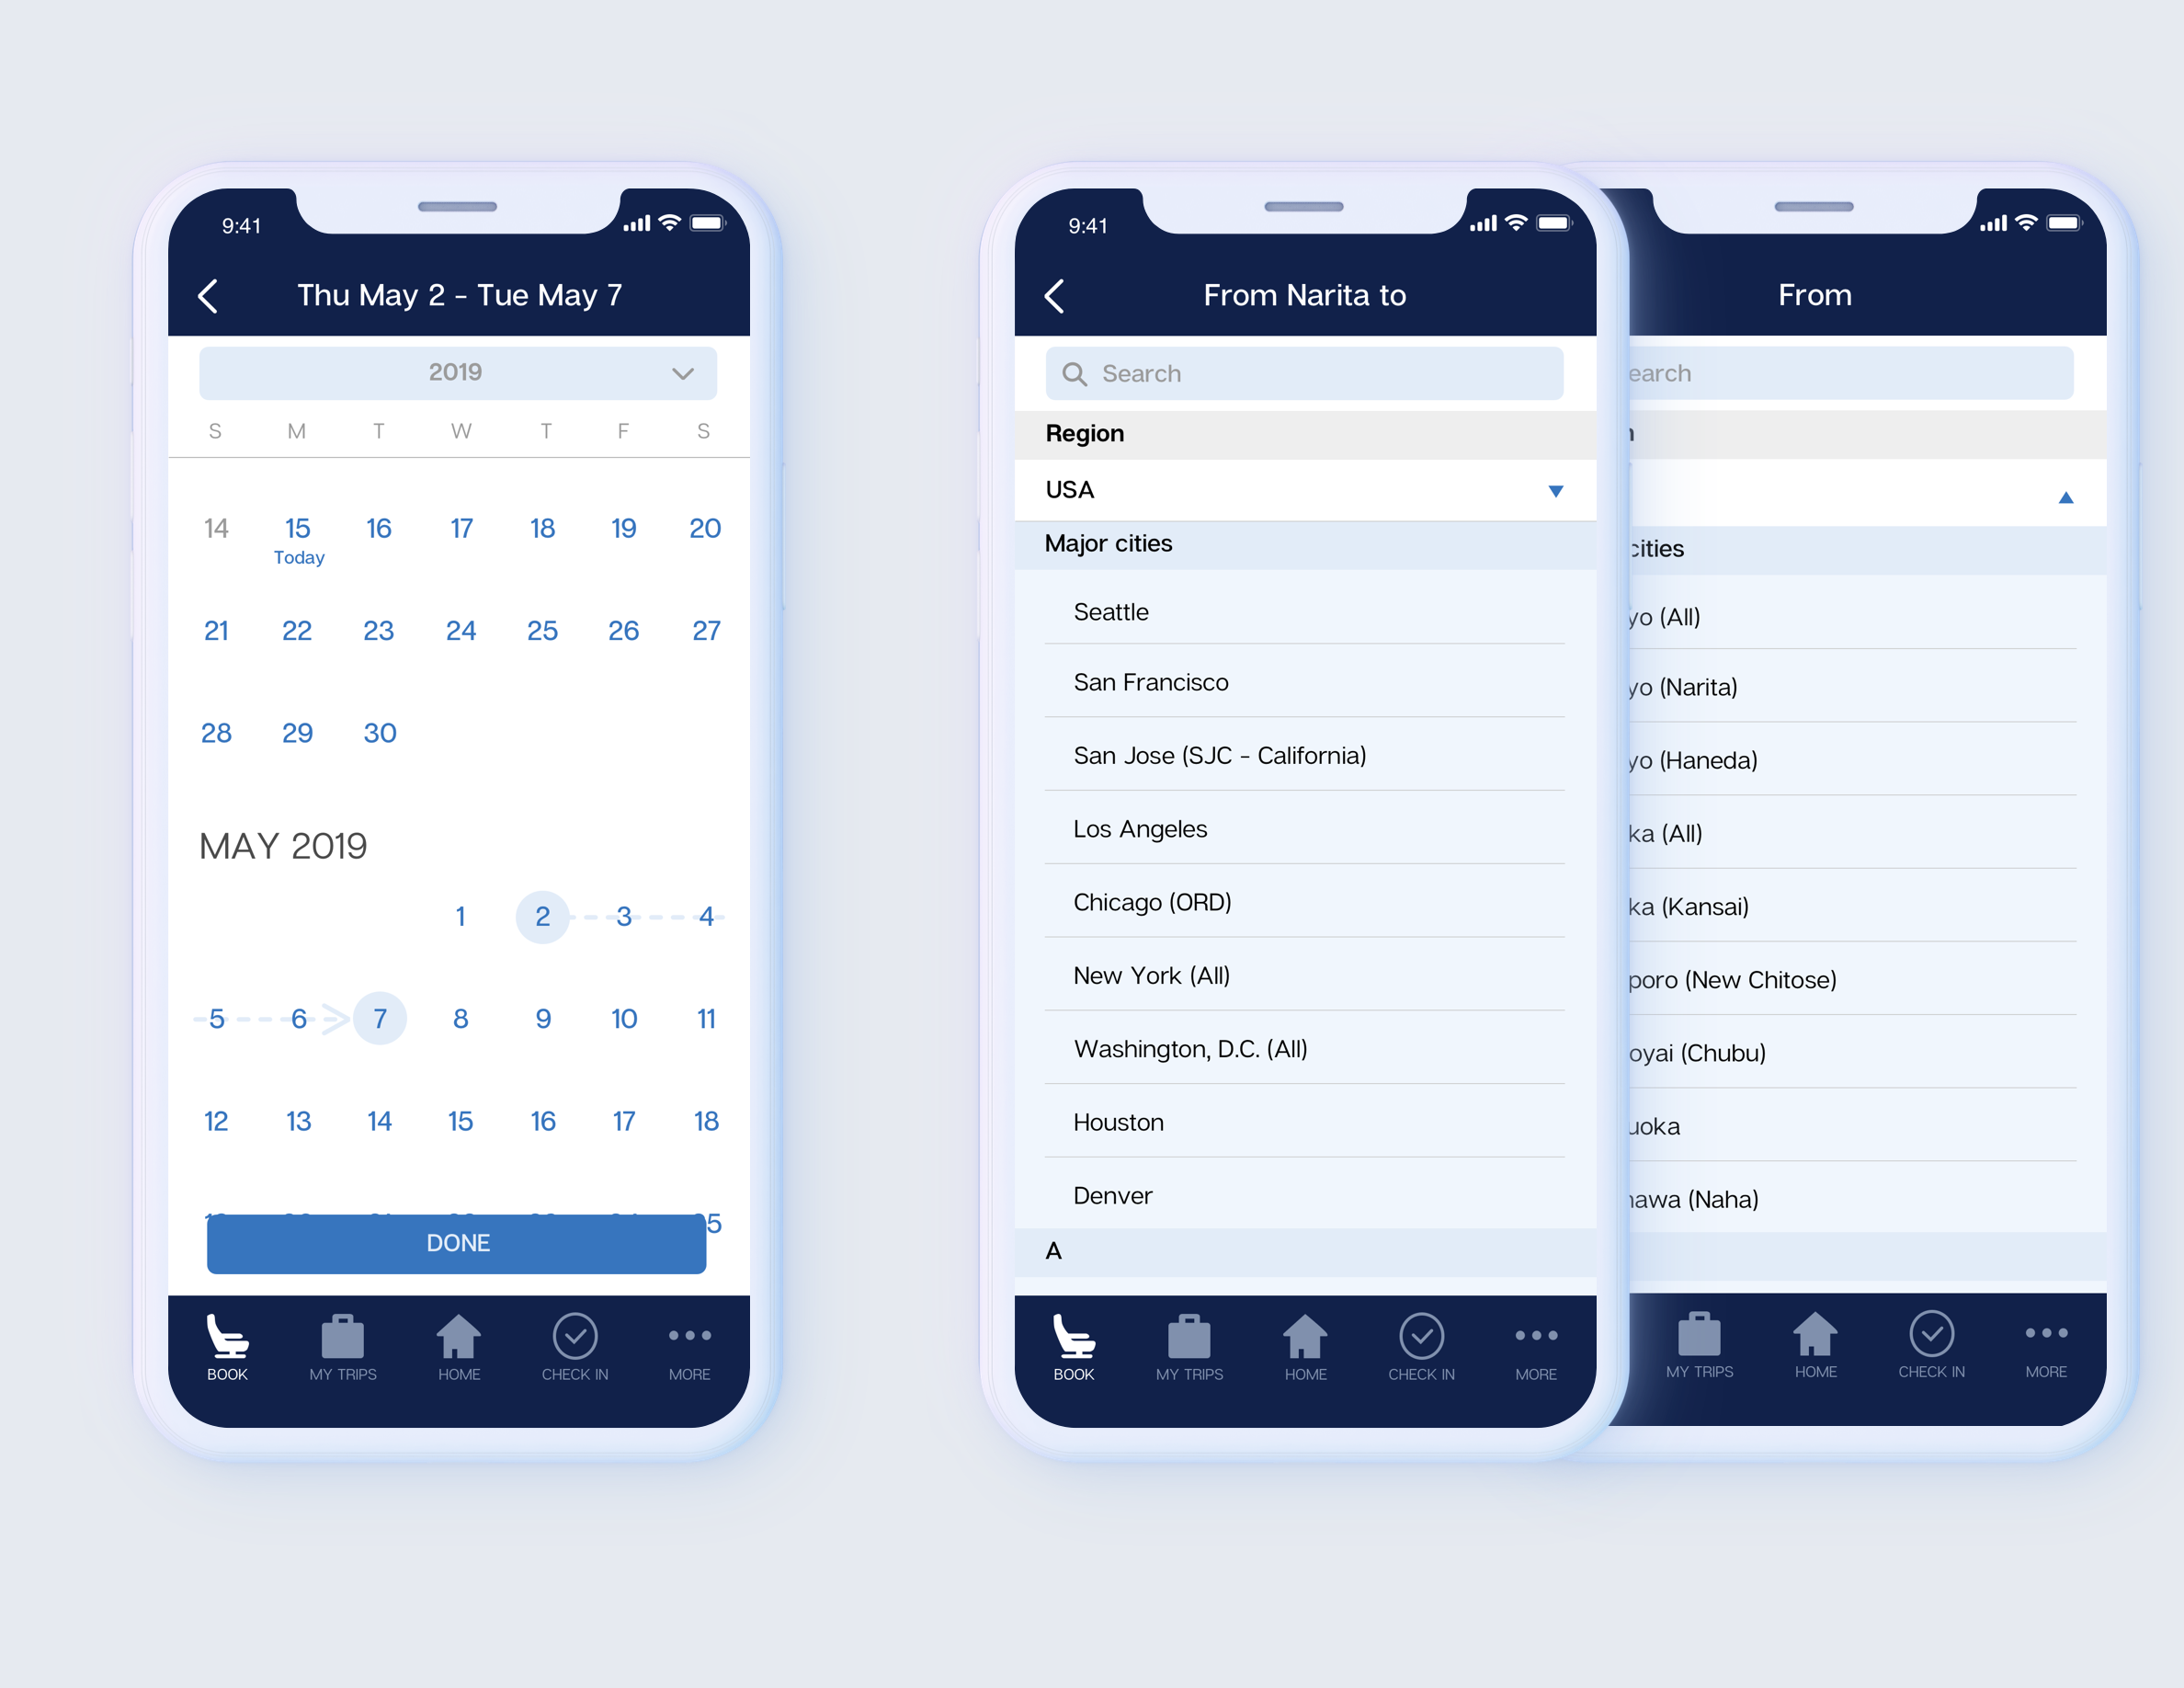 9:41
Thu May 2 - Tue May 7
2019
S M T W T F S
14 15 16 17 18 19 20
Today
21 22 23 24 25 26 27
28 29 30
MAY 2019
1 2 3 4
5 6 7 8 9 10 11
12 13 14 15 16 17 18
DONE
BOOK MY TRIPS HOME CHECK IN MORE
9:41
From Narita to
Search
Region
USA
Major cities
Seattle
San Francisco
San Jose (SJC - California)
Los Angeles
Chicago (ORD)
New York (All)
Washington, D.C. (All)
Houston
Denver
A
BOOK MY TRIPS HOME CHECK IN MORE
From
earch
cities
yo (All)
yo (Narita)
yo (Haneda)
ka (All)
ka (Kansai)
poro (New Chitose)
oyai (Chubu)
uoka
nawa (Naha)
MY TRIPS HOME CHECK IN MORE